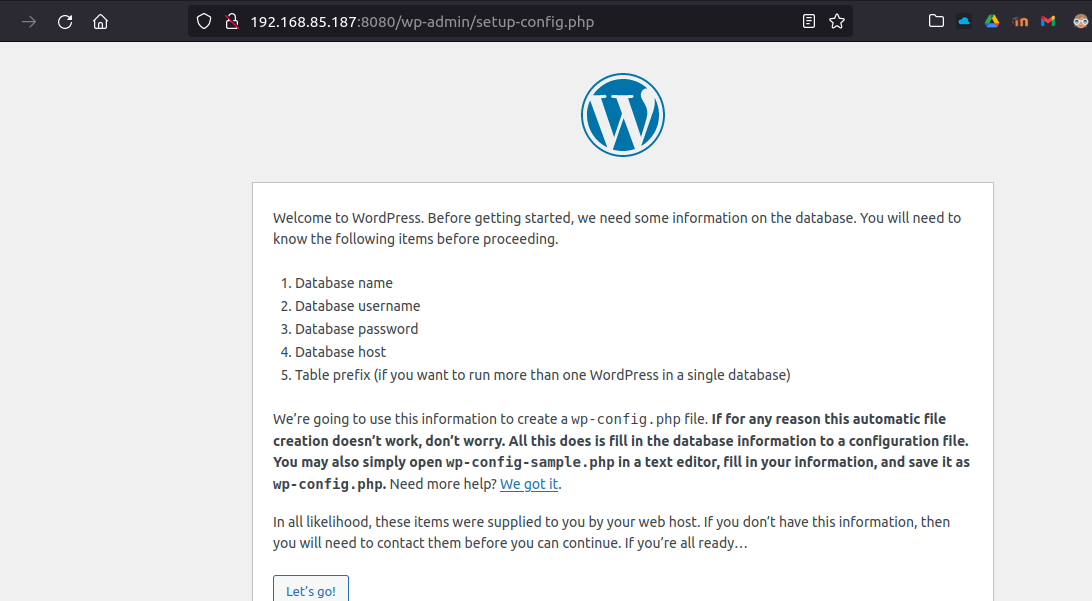 192.168.85.187:8080/wp-admin/setup-config.php
Welcome to WordPress. Before getting started, we need some information on the database. You will need to
know the following items before proceeding.
1. Database name
2. Database username
3. Database password
4. Database host
5. Table prefix (if you want to run more than one WordPress in a single database)
We’re going to use this information to create a wp-config.php file. If for any reason this automatic file
creation doesn’t work, don’t worry. All this does is fill in the database information to a configuration file.
You may also simply open wp-config-sample.php in a text editor, fill in your information, and save it as
wp-config.php. Need more help? We got it.
In all likelihood, these items were supplied to you by your web host. If you don’t have this information, then
you will need to contact them before you can continue. If you’re all ready…
Let’s go!